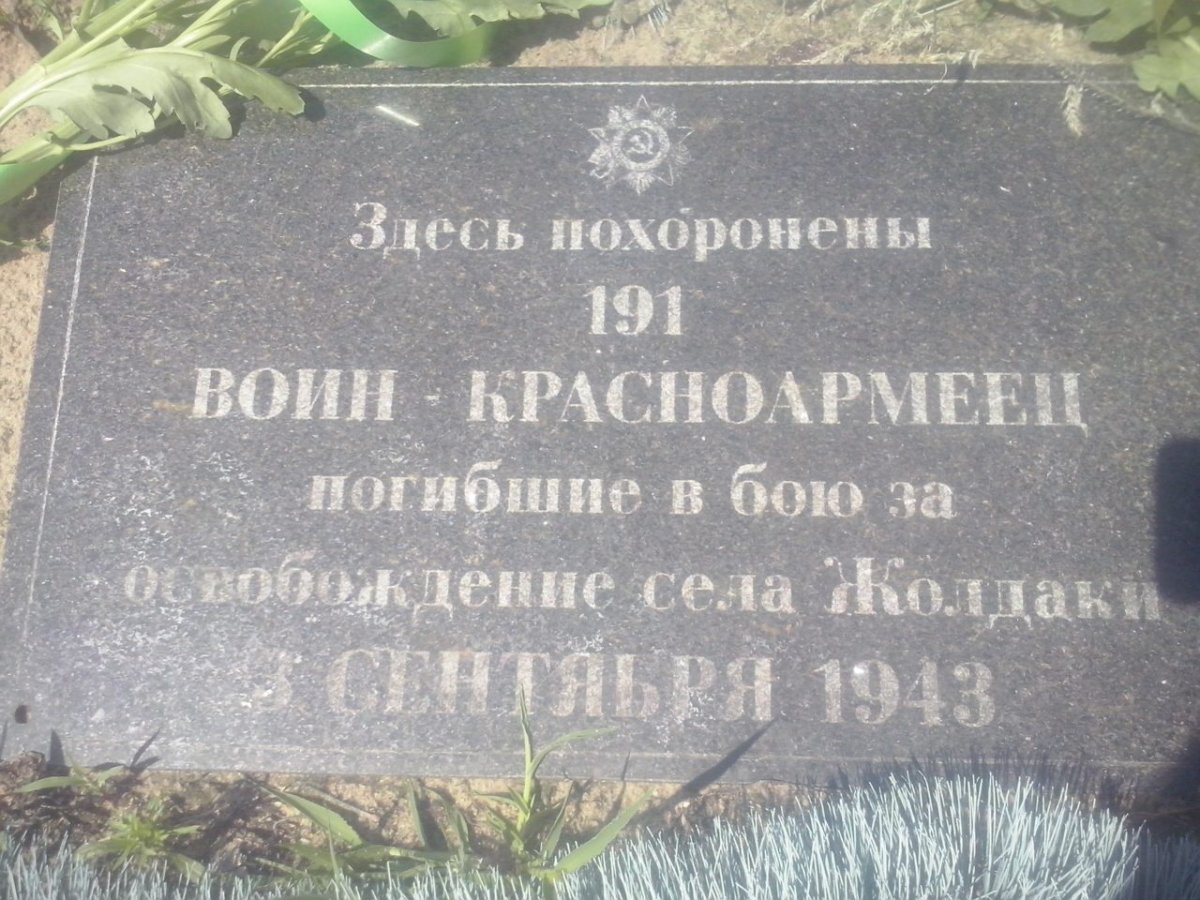 Здесь похоронены
191
ВОИН - КРАСНОАРМЕЕЦ
погибшие в бою за
освобождение села Жолдаки
3 СЕНТЯБРЯ 1943